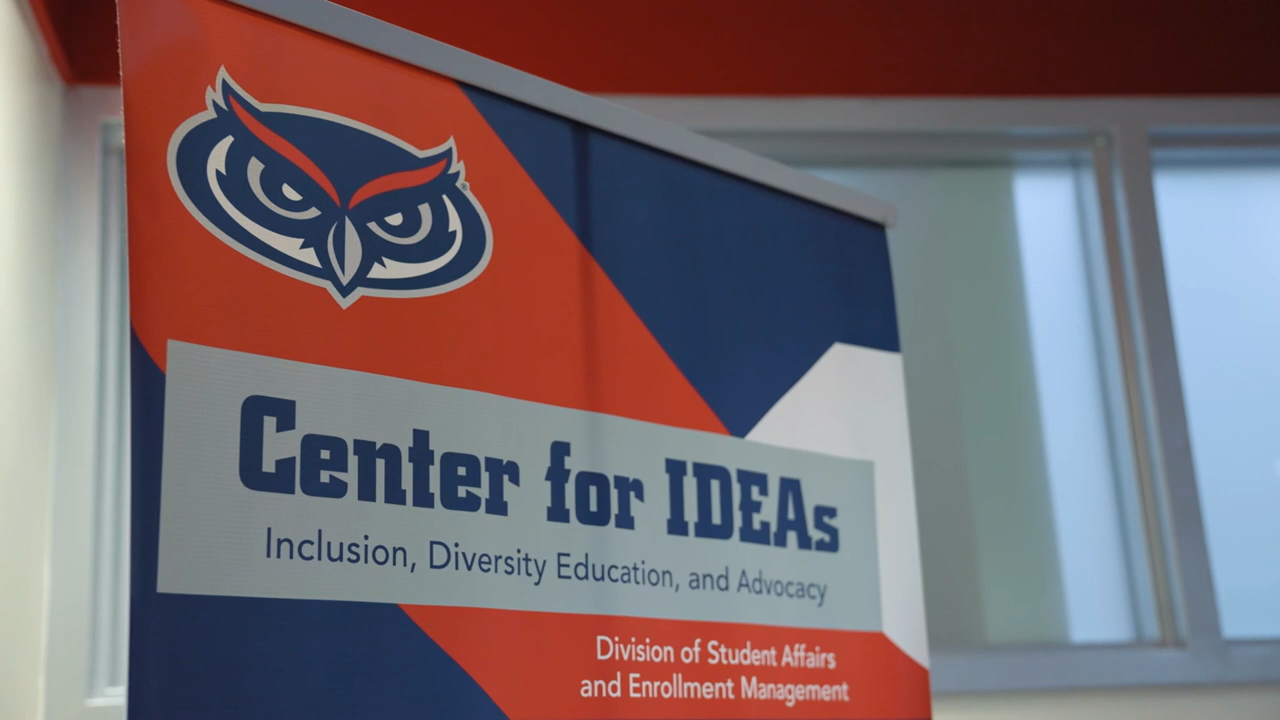 Center for IDEAs
Inclusion, Diversity Education, and Advocacy
Division of Student Affairs
and Enrollment Management